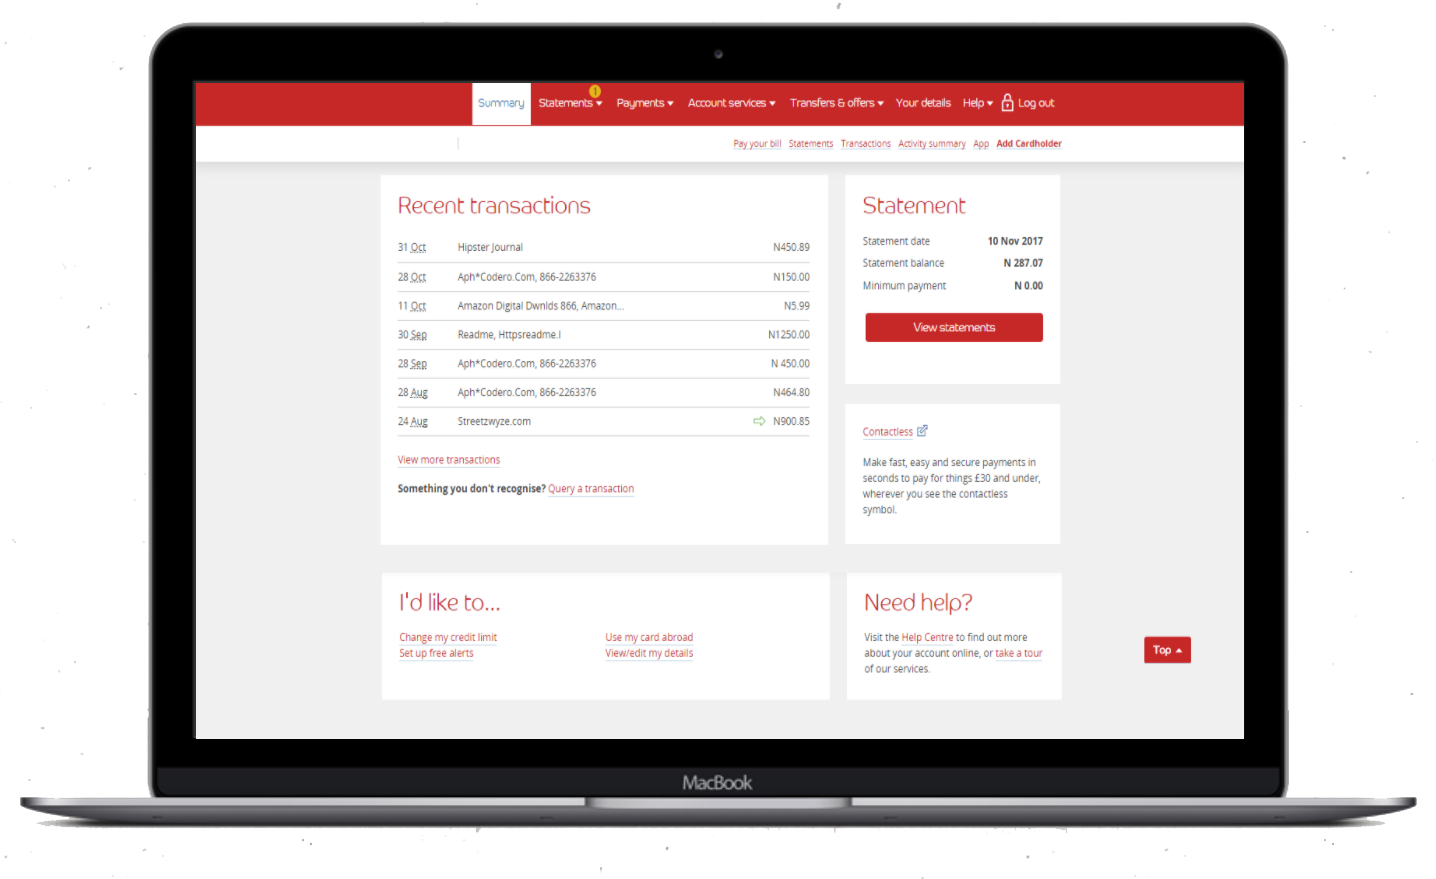 Summary Statements 1 Payments Account services Transfers & offers Your details Help Log out
Pay your bill Statements Transactions Activity summary App Add Cardholder
Recent transactions
31 Oct Hipster Journal N450.89
28 Oct Aph*Codero.Com, 866-2263376 N150.00
11 Oct Amazon Digital Dwnlds 866, Amazon... N5.99
30 Sep Readme, Httpsreadme.I N1250.00
28 Sep Aph*Codero.Com, 866-2263376 N 450.00
28 Aug Aph*Codero.Com, 866-2263376 N464.80
24 Aug Streetzwyze.com N900.85
View more transactions
Something you don't recognise? Query a transaction
Statement
Statement date 10 Nov 2017
Statement balance N 287.07
Minimum payment N 0.00
View statements
Contactless
Make fast, easy and secure payments in
seconds to pay for things £30 and under,
wherever you see the contactless
symbol.
I'd like to...
Change my credit limit Use my card abroad
Set up free alerts View/edit my details
Need help?
Visit the Help Centre to find out more
about your account online, or take a tour
of our services.
Top
MacBook